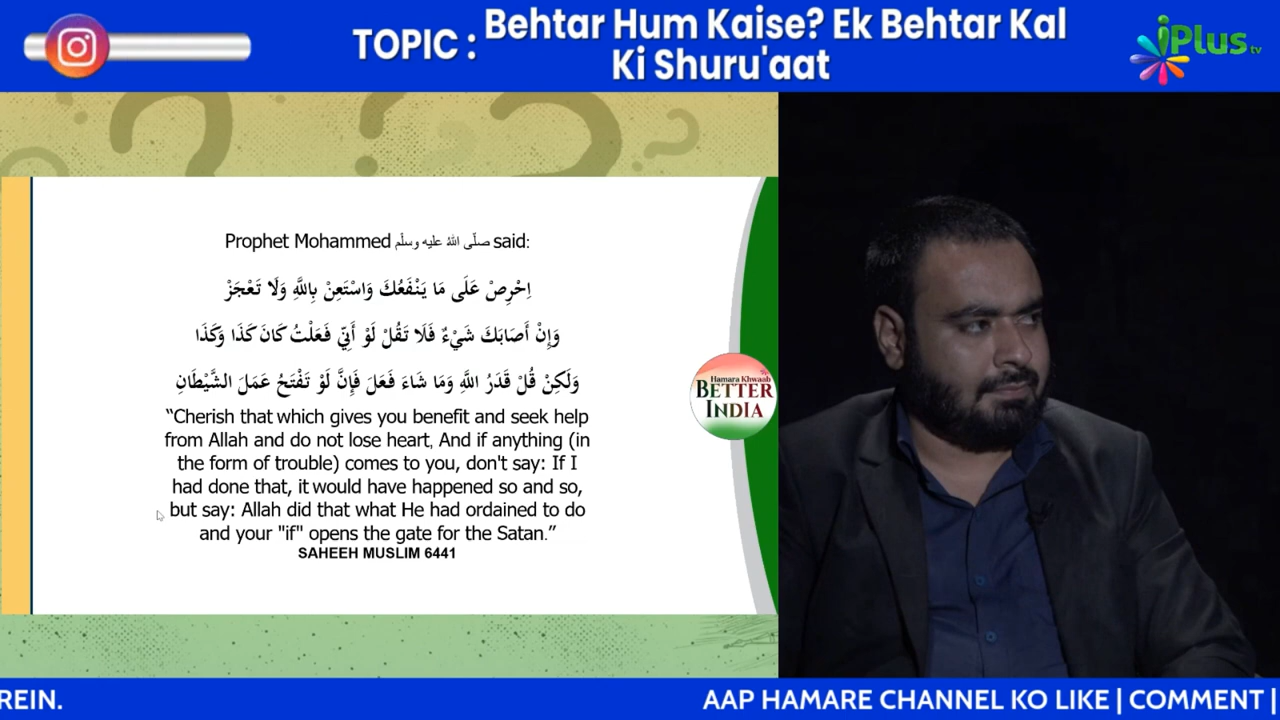 TOPIC : Behtar Hum Kaise? Ek Behtar Kal
Ki Shuru'aat
iPlus tv
Prophet Mohammed صلّى اللهُ عليه وسلّم said:
اِحْرِصْ عَلَى مَا يَنْفَعُكَ وَاسْتَعِنْ بِاللَّهِ وَلَا تَعْجَزْ
وَإِنْ أَصَابَكَ شَيْءٌ فَلَا تَقُلْ لَوْ أَنِّي فَعَلْتُ كَانَ كَذَا وَكَذَا
وَلَكِنْ قُلْ قَدَرُ اللَّهِ وَمَا شَاءَ فَعَلَ فَإِنَّ لَوْ تَفْتَحُ عَمَلَ الشَّيْطَانِ
“Cherish that which gives you benefit and seek help
from Allah and do not lose heart, And if anything (in
the form of trouble) comes to you, don't say: If I
had done that, it would have happened so and so,
but say: Allah did that what He had ordained to do
and your "if" opens the gate for the Satan.”
SAHEEH MUSLIM 6441
Hamara Khwaab
BETTER
INDIA
REIN. AAP HAMARE CHANNEL KO LIKE | COMMENT |